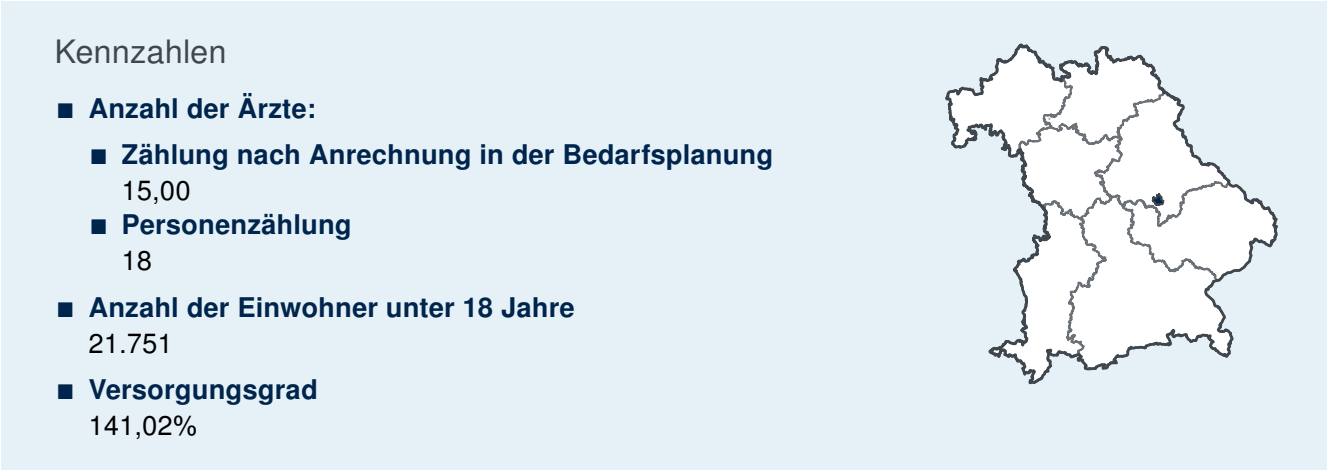 Kennzahlen
■ Anzahl der Ärzte:
■ Zählung nach Anrechnung in der Bedarfsplanung
15,00
■ Personenzählung
18
■ Anzahl der Einwohner unter 18 Jahre
21.751
■ Versorgungsgrad
141,02%